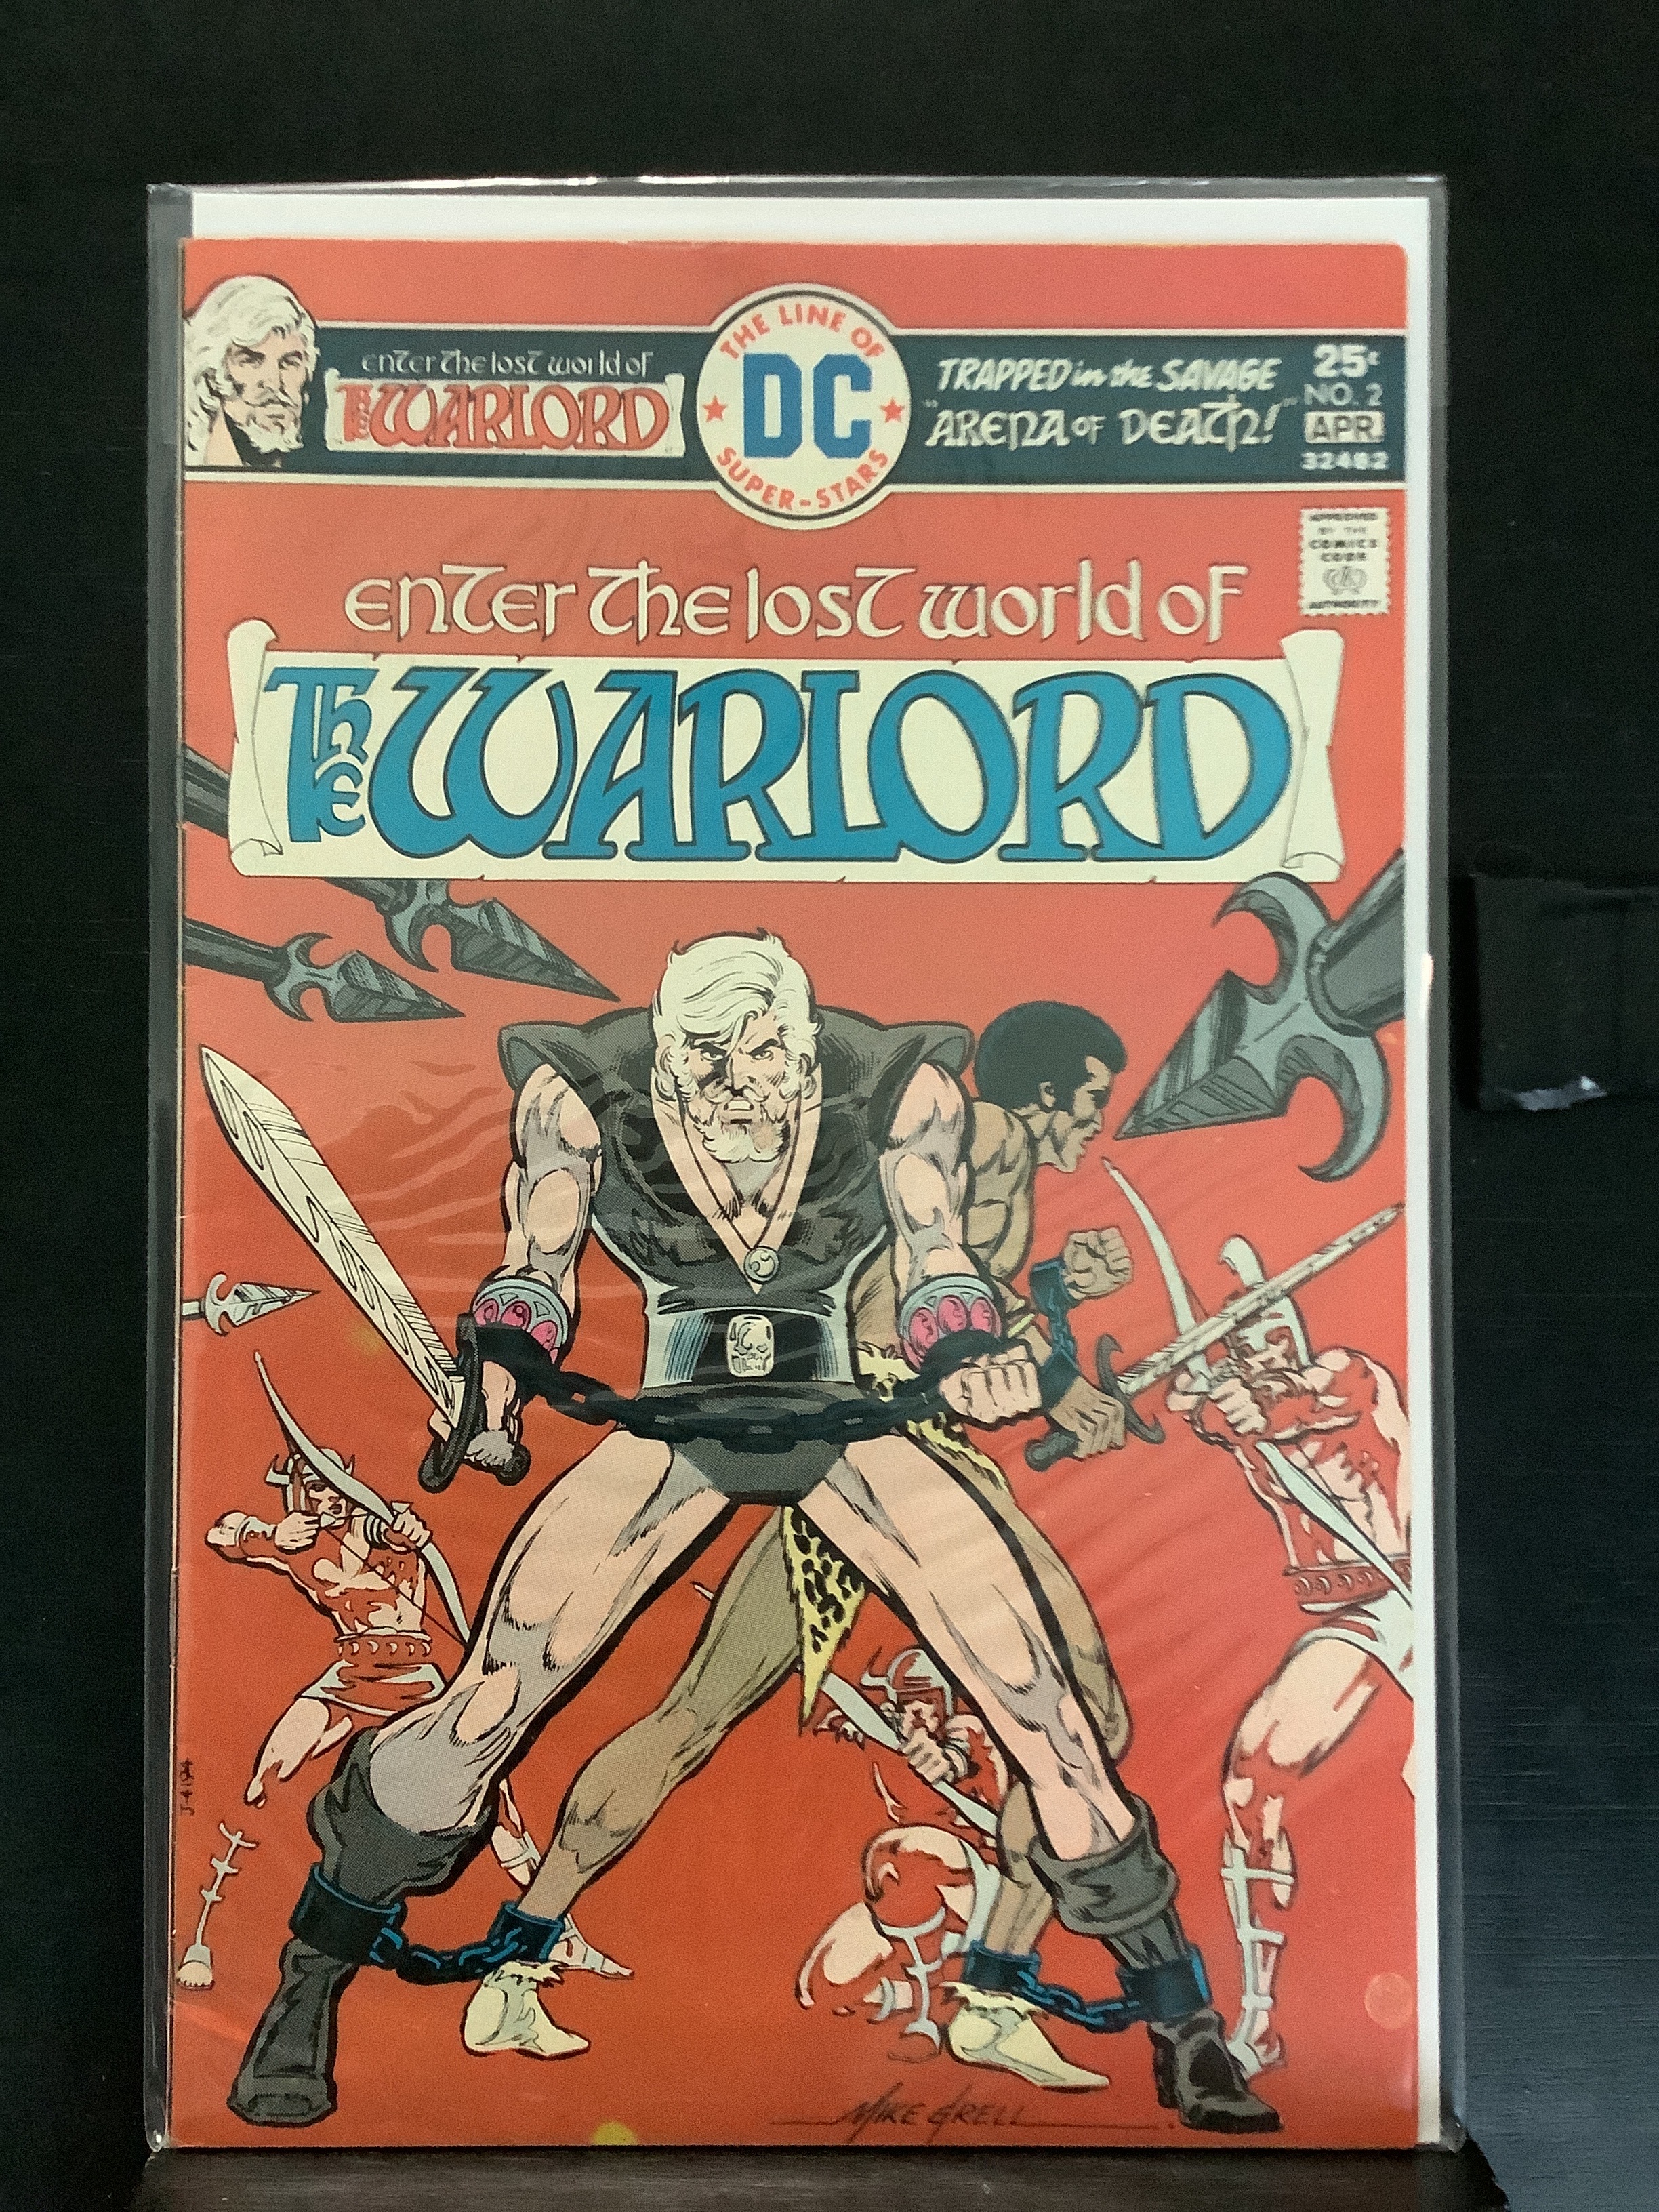 enter the lost world of
THE WARLORD
THE LINE OF
DC
SUPER-STARS
TRAPPED in the SAVAGE
"ARENA OF DEATH!"
25¢
NO. 2
APR.
32482
APPROVED
BY THE
COMICS
CODE
CA
AUTHORITY
enter the lost world of
THE WARLORD
MIKE GRELL